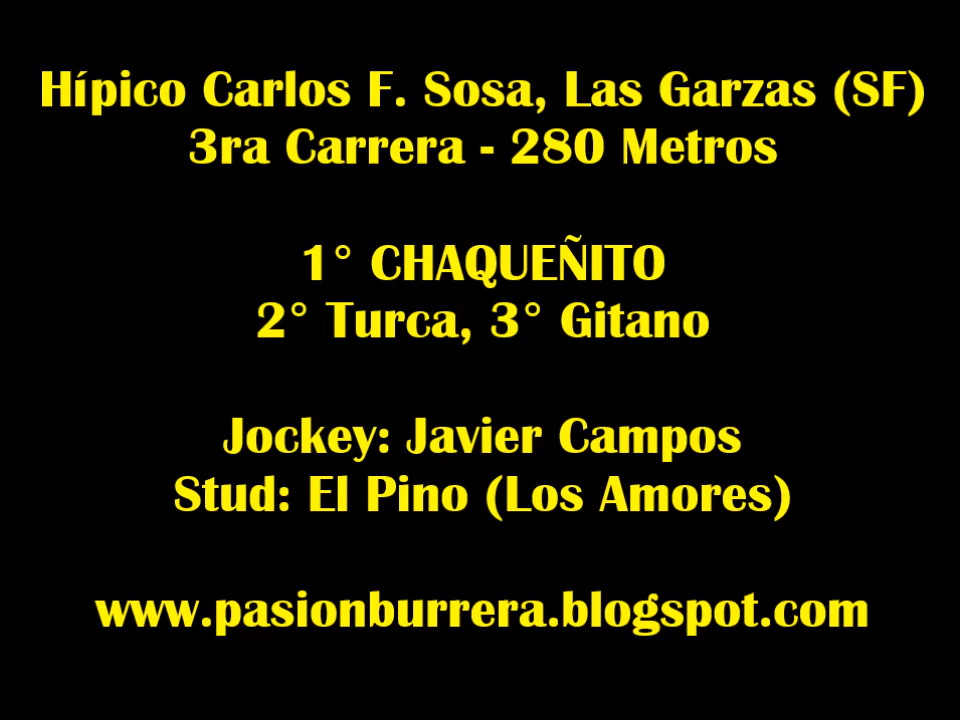 Hípico Carlos F. Sosa, Las Garzas (SF)
3ra Carrera - 280 Metros
1° CHAQUEÑITO
2° Turca, 3° Gitano
Jockey: Javier Campos
Stud: El Pino (Los Amores)
www.pasionburrera.blogspot.com